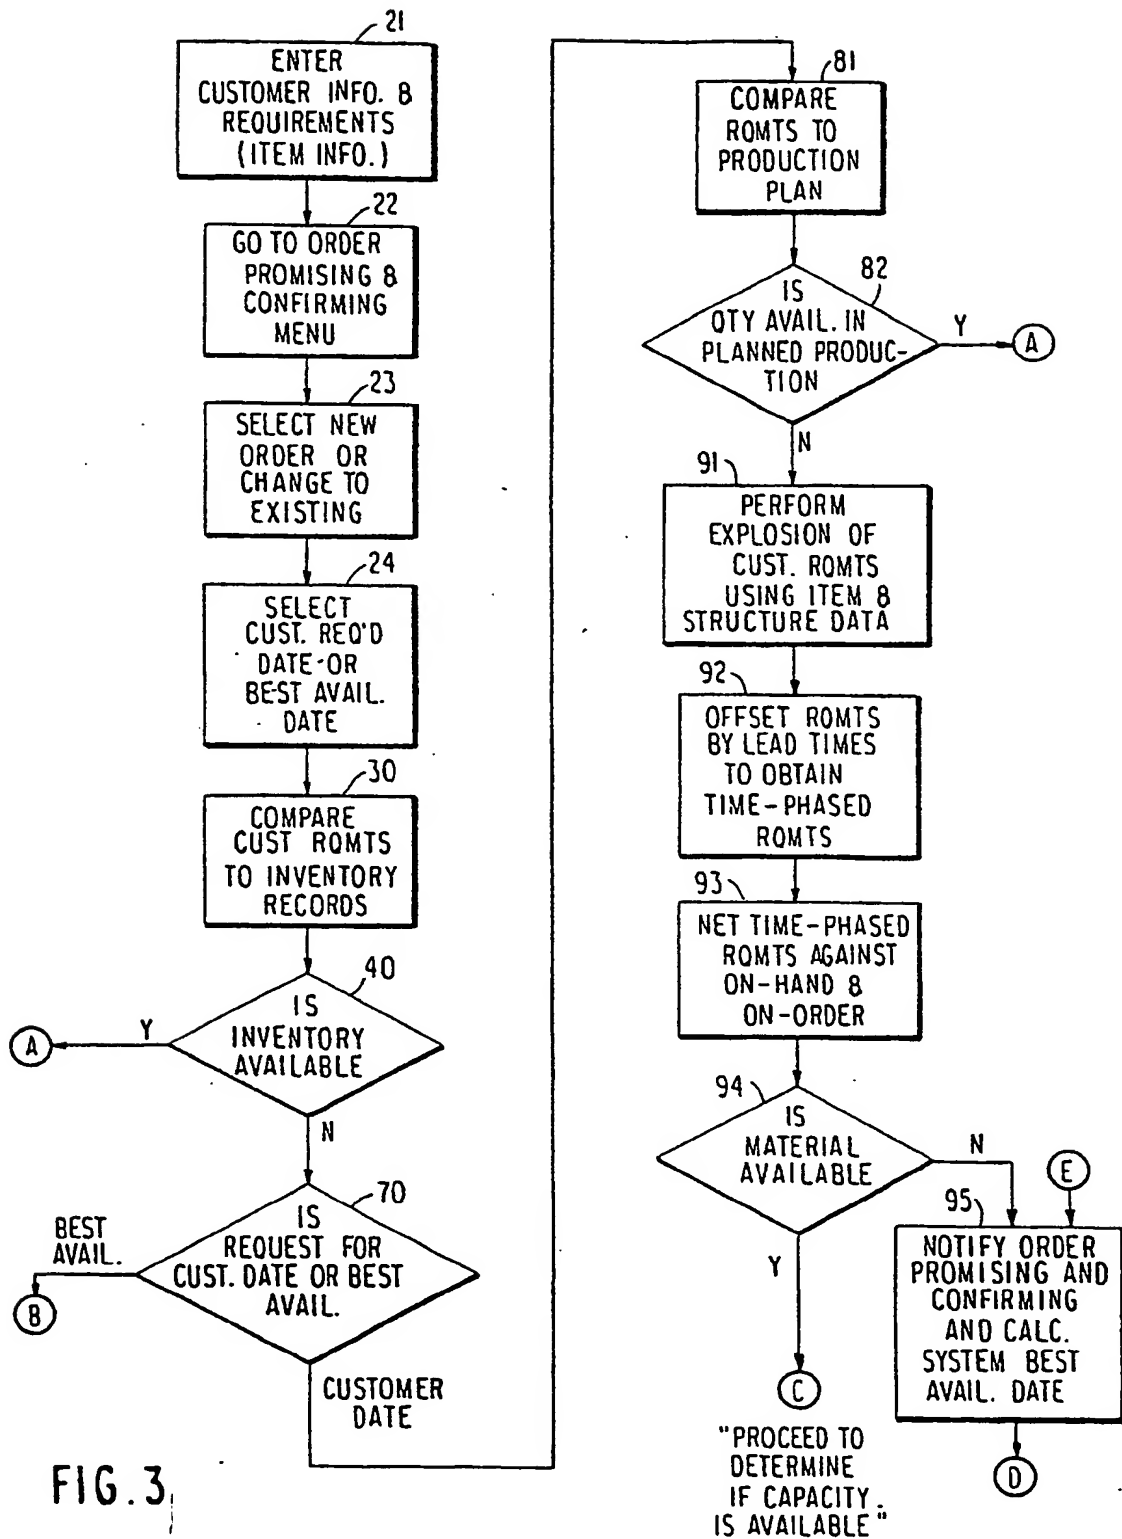 21
ENTER
CUSTOMER INFO. &
REQUIREMENTS
(ITEM INFO.)
22
GO TO ORDER
PROMISING &
CONFIRMING
MENU
23
SELECT NEW
ORDER OR
CHANGE TO
EXISTING
24
SELECT
CUST. REQ'D
DATE OR
BEST AVAIL.
DATE
30
COMPARE
CUST RQMTS
TO INVENTORY
RECORDS
40
IS
INVENTORY
AVAILABLE
Y
A
N
70
IS
REQUEST FOR
CUST. DATE OR BEST
AVAIL.
BEST
AVAIL.
B
CUSTOMER
DATE
81
COMPARE
RQMTS TO
PRODUCTION
PLAN
82
IS
QTY AVAIL. IN
PLANNED PRODUC-
TION
Y
A
N
91
PERFORM
EXPLOSION OF
CUST. RQMTS
USING ITEM &
STRUCTURE DATA
92
OFFSET RQMTS
BY LEAD TIMES
TO OBTAIN
TIME-PHASED
RQMTS
93
NET TIME-PHASED
RQMTS AGAINST
ON-HAND &
ON-ORDER
94
IS
MATERIAL
AVAILABLE
N
E
Y
C
"PROCEED TO
DETERMINE
IF CAPACITY.
IS AVAILABLE"
95
NOTIFY ORDER
PROMISING AND
CONFIRMING
AND CALC.
SYSTEM BEST
AVAIL. DATE
D
FIG. 3